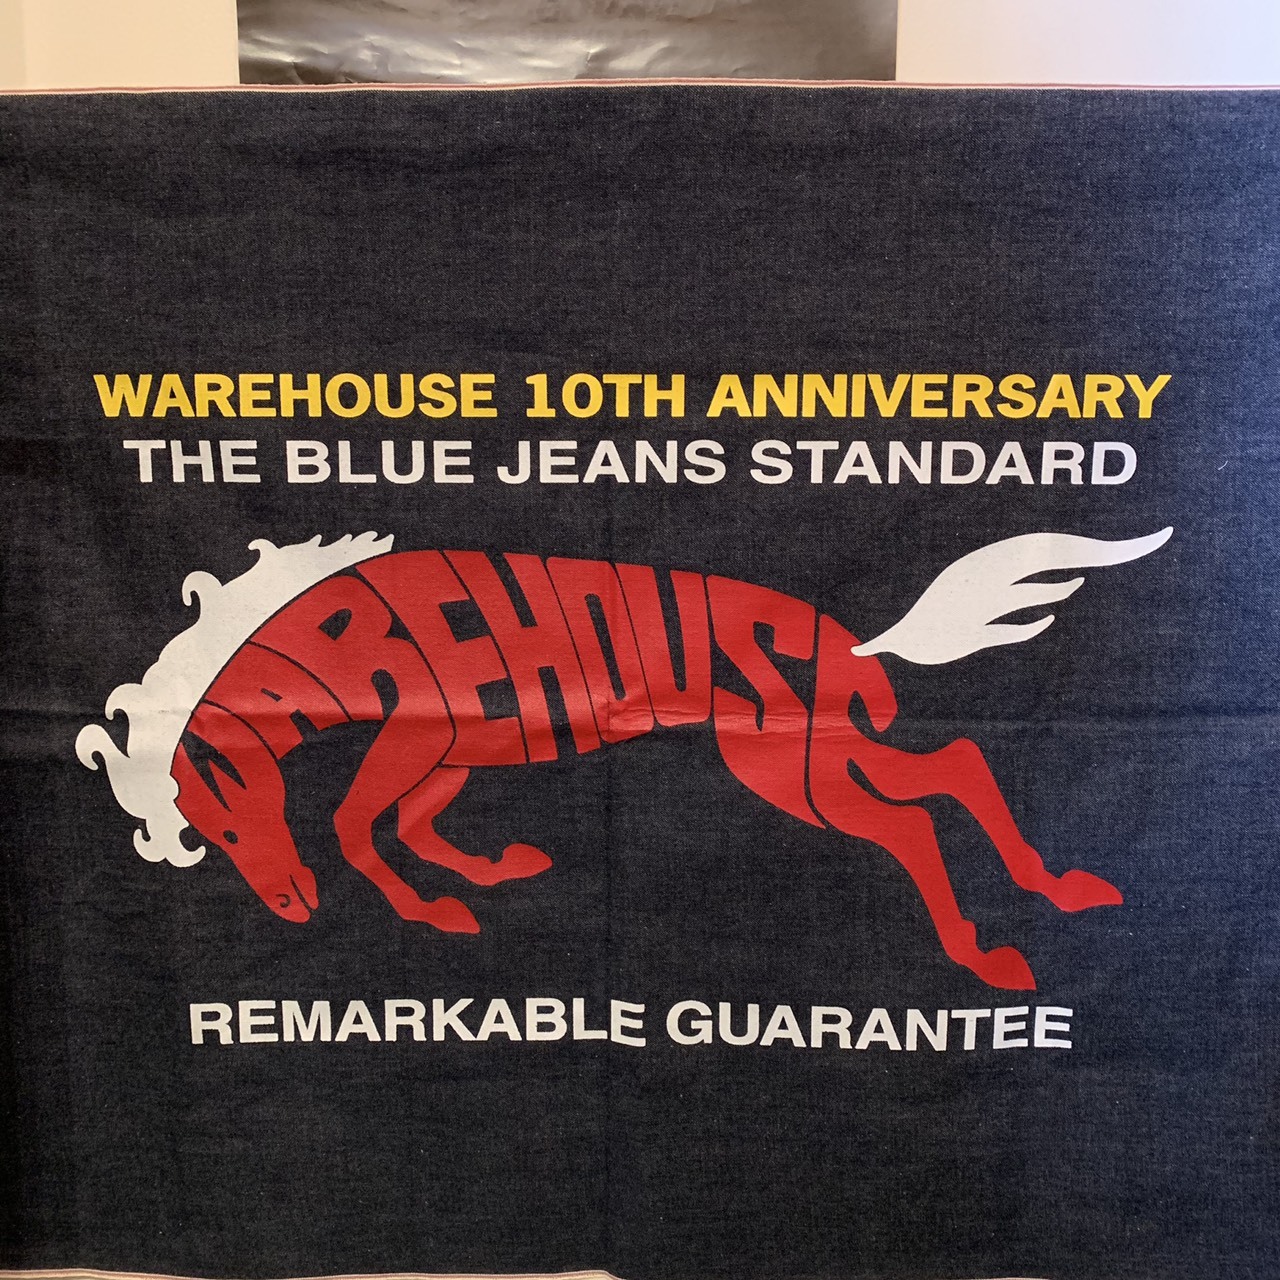 WAREHOUSE 10TH ANNIVERSARY
THE BLUE JEANS STANDARD
WAREHOUSE
REMARKABLE GUARANTEE